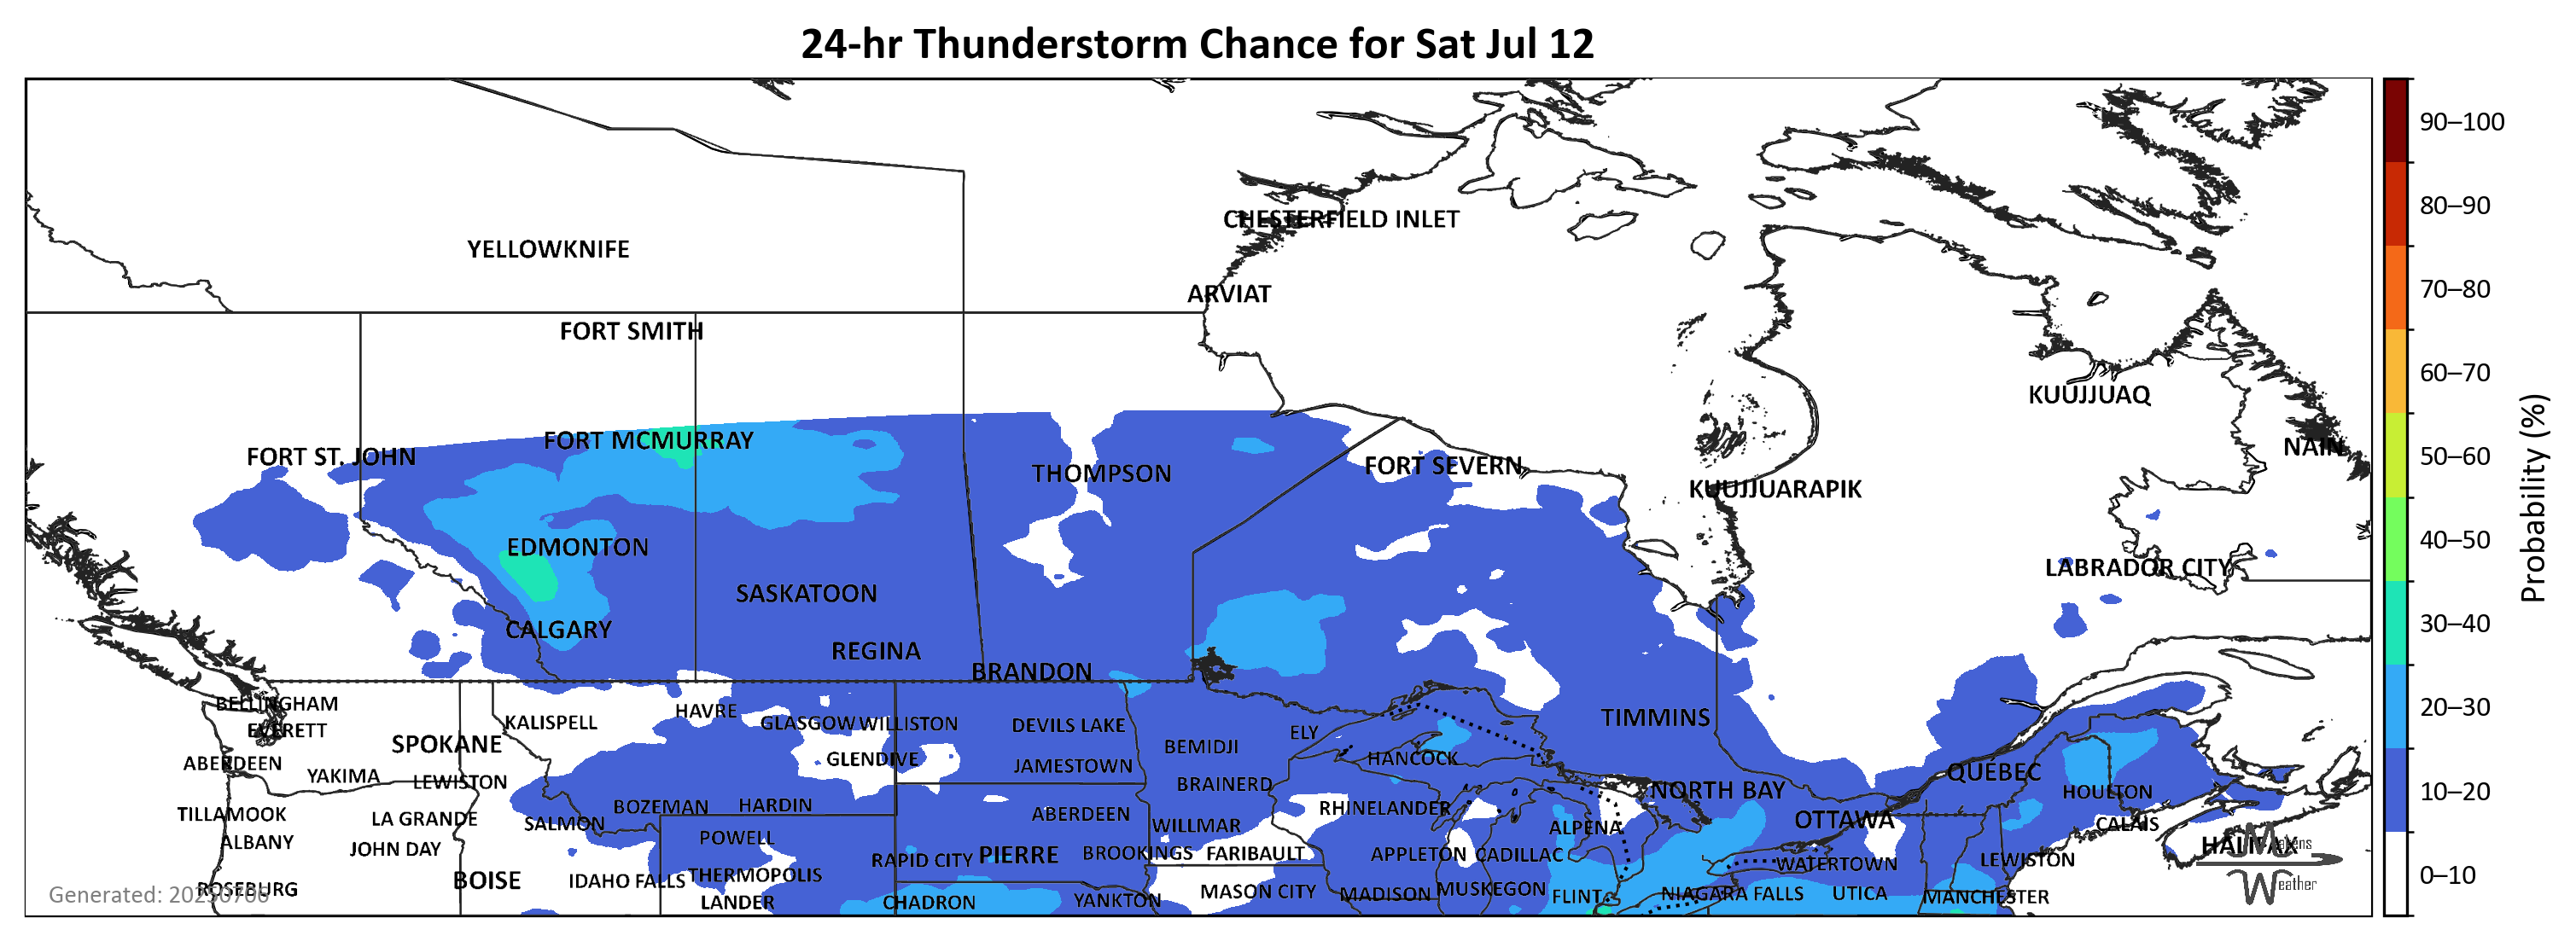 24-hr Thunderstorm Chance for Sat Jul 12
90–100
80–90
70–80
60–70
50–60
40–50
30–40
20–30
10–20
0–10
Probability (%)
CHESTERFIELD INLET
YELLOWKNIFE
ARVIAT
FORT SMITH
KUUJJUAQ
FORT MCMURRAY
NAIN
FORT ST. JOHN
FORT SEVERN
THOMPSON
KUUJJUARAPIK
EDMONTON
LABRADOR CITY
SASKATOON
CALGARY
REGINA
BRANDON
BELLINGHAM
HAVRE
TIMMINS
KALISPELL
GLASGOW
WILLISTON
DEVILS LAKE
EVERETT
ELY
SPOKANE
BEMIDJI
GLENDIVE
HANCOCK
ABERDEEN
JAMESTOWN
QUÉBEC
YAKIMA
LEWISTON
BRAINERD
NORTH BAY
HOULTON
BOZEMAN
HARDIN
RHINELANDER
TILLAMOOK
LA GRANDE
SALMON
ABERDEEN
WILLMAR
ALPENA
OTTAWA
CALAIS
ALBANY
JOHN DAY
POWELL
HALIFAX
Makens
Weather
RAPID CITY
PIERRE
BROOKINGS
FARIBAULT
APPLETON
CADILLAC
WATERTOWN
LEWISTON
BOISE
IDAHO FALLS
THERMOPOLIS
ROSEBURG
MASON CITY
MADISON
MUSKEGON
NIAGARA FALLS
UTICA
LANDER
CHADRON
YANKTON
FLINT
MANCHESTER
Generated: 20250706